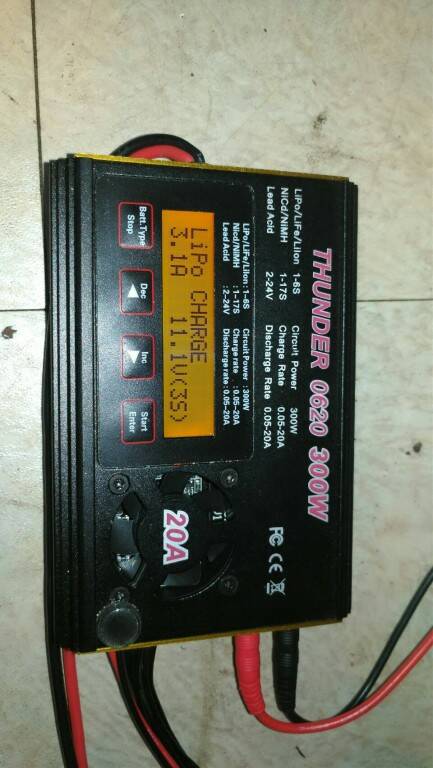 THUNDER 0620 300W
LiPo/LiFe/LiIon 1-6S Circuit Power 300W
NiCd/NiMH 1-17S Charge Rate 0.05-20A
Lead Acid 2-24V Discharge Rate 0.05-20A
FC CE
LiPo/LiFe/LiIon :1-6S Circuit Power :300W
Nicd/NiMH :1-17S Charge rate :0.05-20A
Lead Acid :2-24V Discharge rate :0.05-20A
LiPo CHARGE
3.1A 11.1V(3S)
J1
20A
Batt.Type
Stop
Dec
Inc
Start
Enter